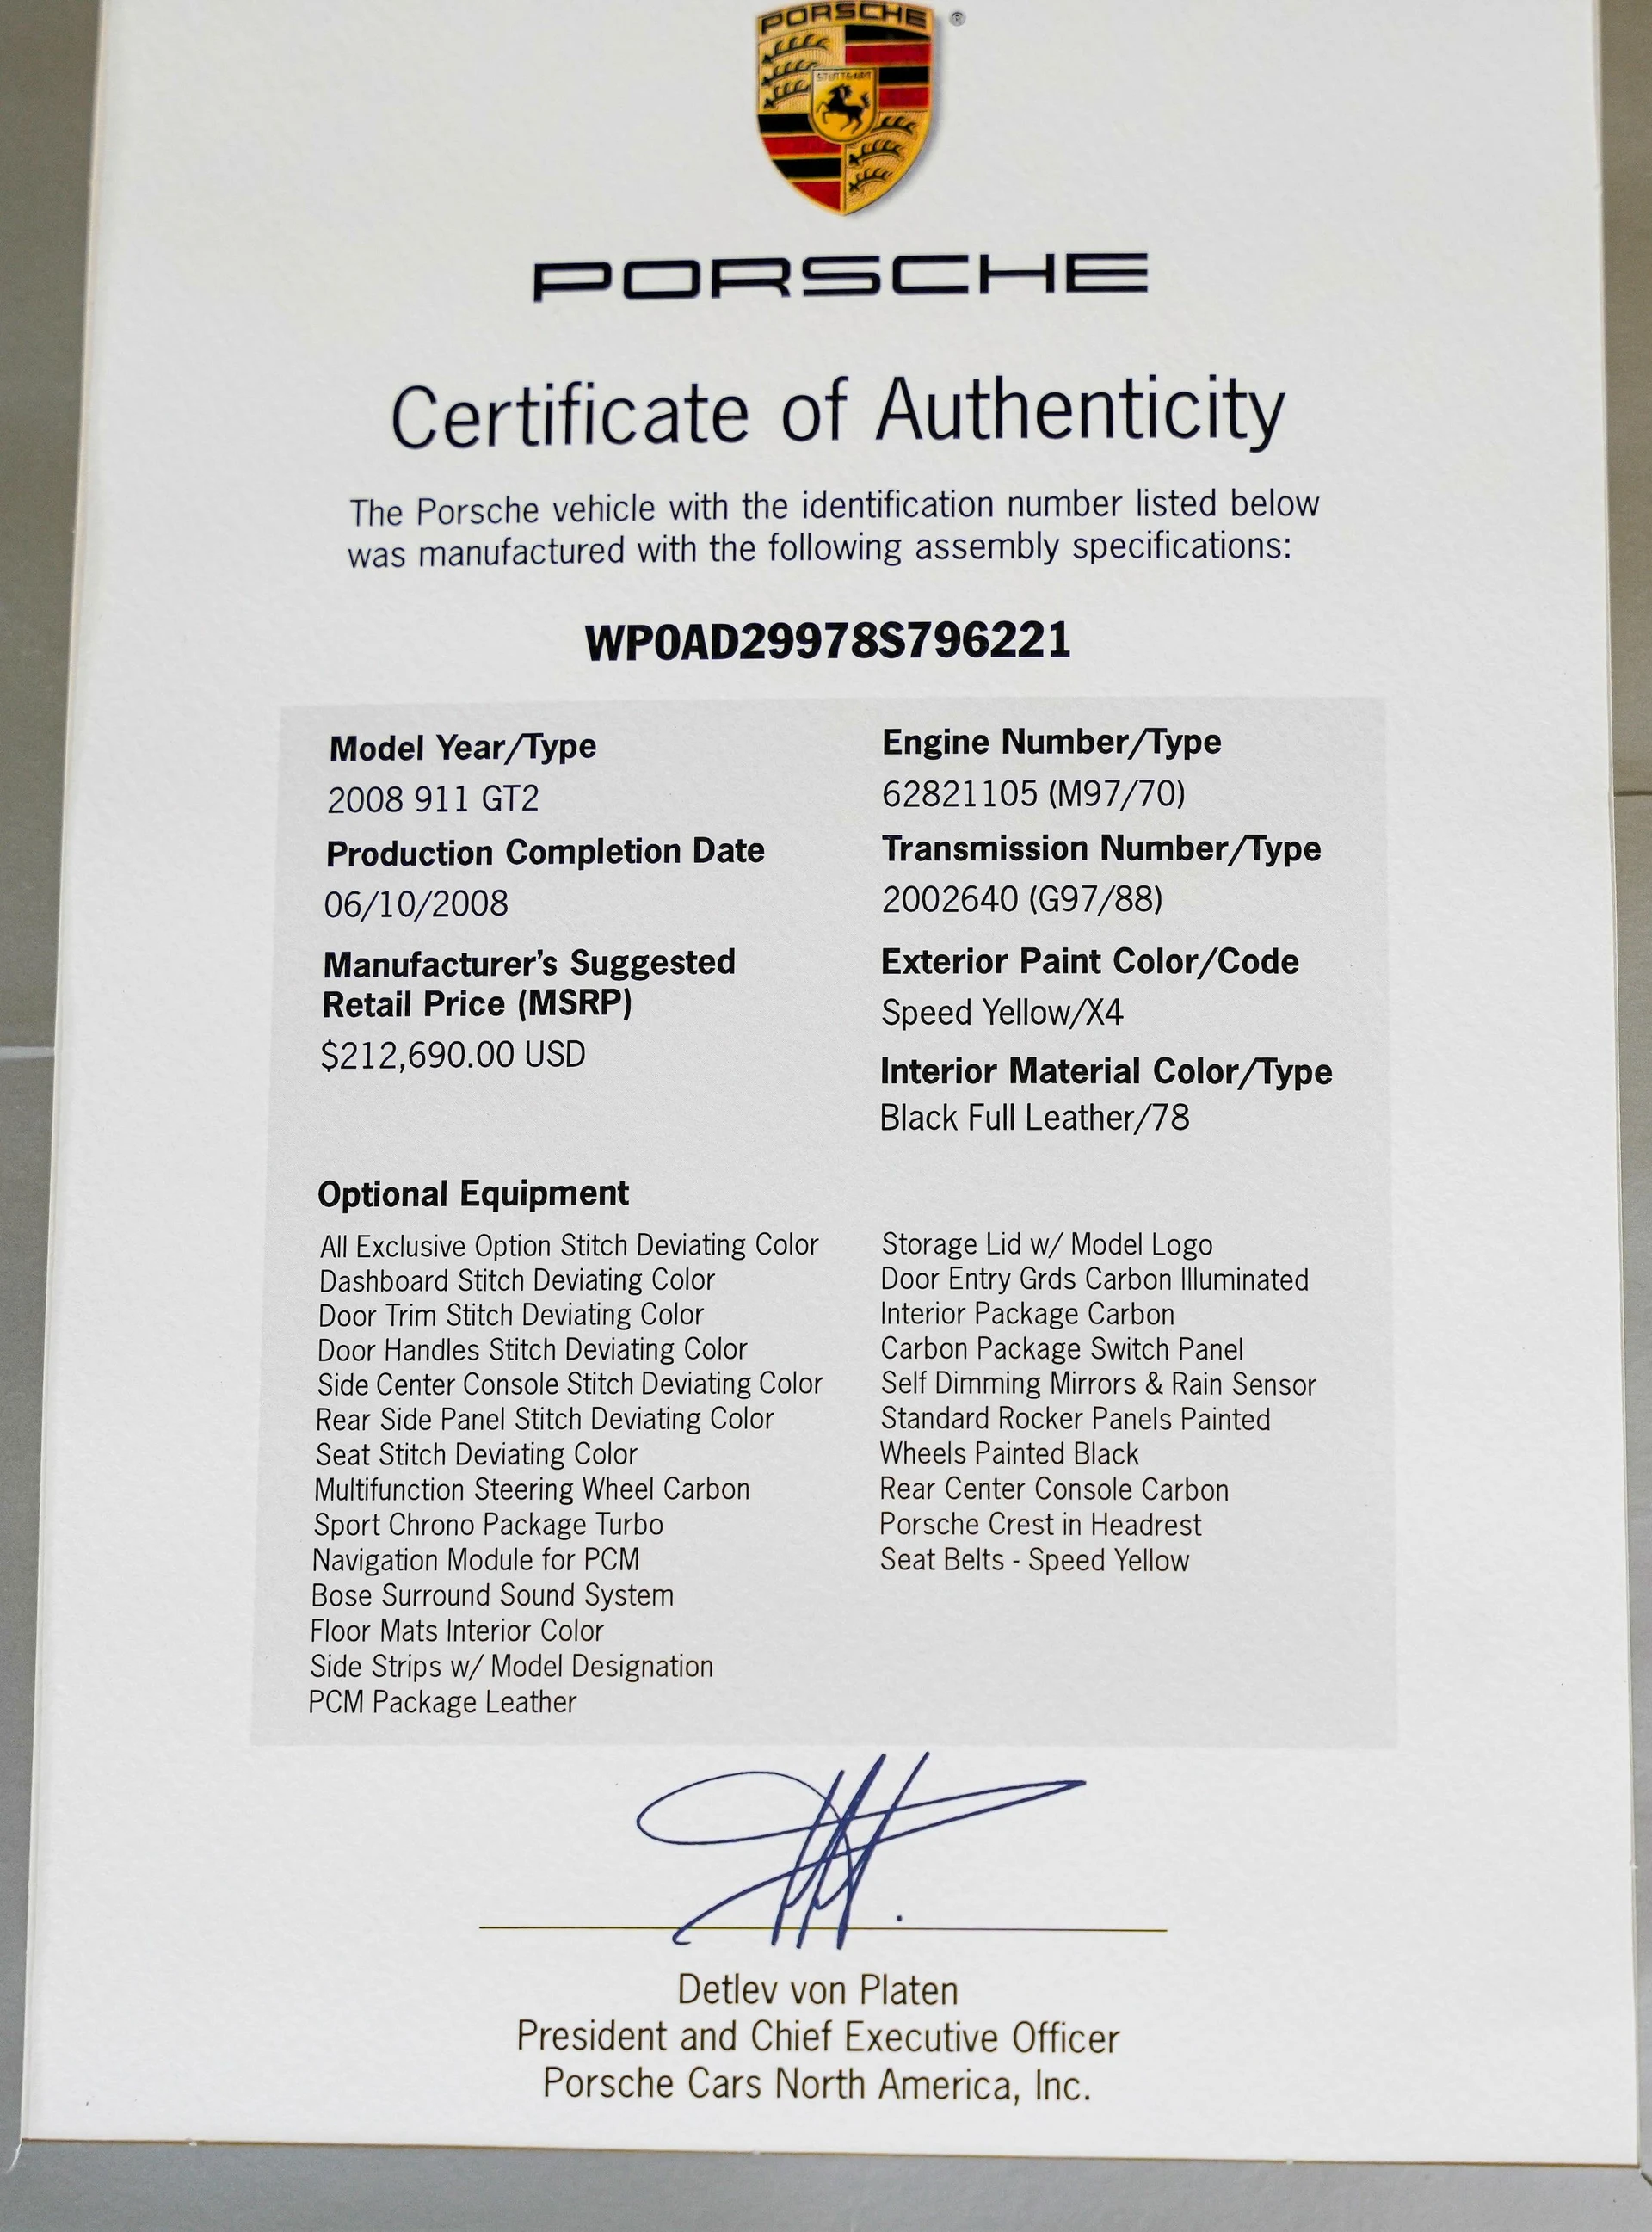 PORSCHE
®
STUTTGART
PORSCHE
Certificate of Authenticity
The Porsche vehicle with the identification number listed below
was manufactured with the following assembly specifications:
WP0AD29978S796221
Model Year/Type
2008 911 GT2
Production Completion Date
06/10/2008
Manufacturer's Suggested
Retail Price (MSRP)
$212,690.00 USD
Engine Number/Type
62821105 (M97/70)
Transmission Number/Type
2002640 (G97/88)
Exterior Paint Color/Code
Speed Yellow/X4
Interior Material Color/Type
Black Full Leather/78
Optional Equipment
All Exclusive Option Stitch Deviating Color
Dashboard Stitch Deviating Color
Door Trim Stitch Deviating Color
Door Handles Stitch Deviating Color
Side Center Console Stitch Deviating Color
Rear Side Panel Stitch Deviating Color
Seat Stitch Deviating Color
Multifunction Steering Wheel Carbon
Sport Chrono Package Turbo
Navigation Module for PCM
Bose Surround Sound System
Floor Mats Interior Color
Side Strips w/ Model Designation
PCM Package Leather
Storage Lid w/ Model Logo
Door Entry Grds Carbon Illuminated
Interior Package Carbon
Carbon Package Switch Panel
Self Dimming Mirrors & Rain Sensor
Standard Rocker Panels Painted
Wheels Painted Black
Rear Center Console Carbon
Porsche Crest in Headrest
Seat Belts - Speed Yellow
Detlev von Platen
President and Chief Executive Officer
Porsche Cars North America, Inc.